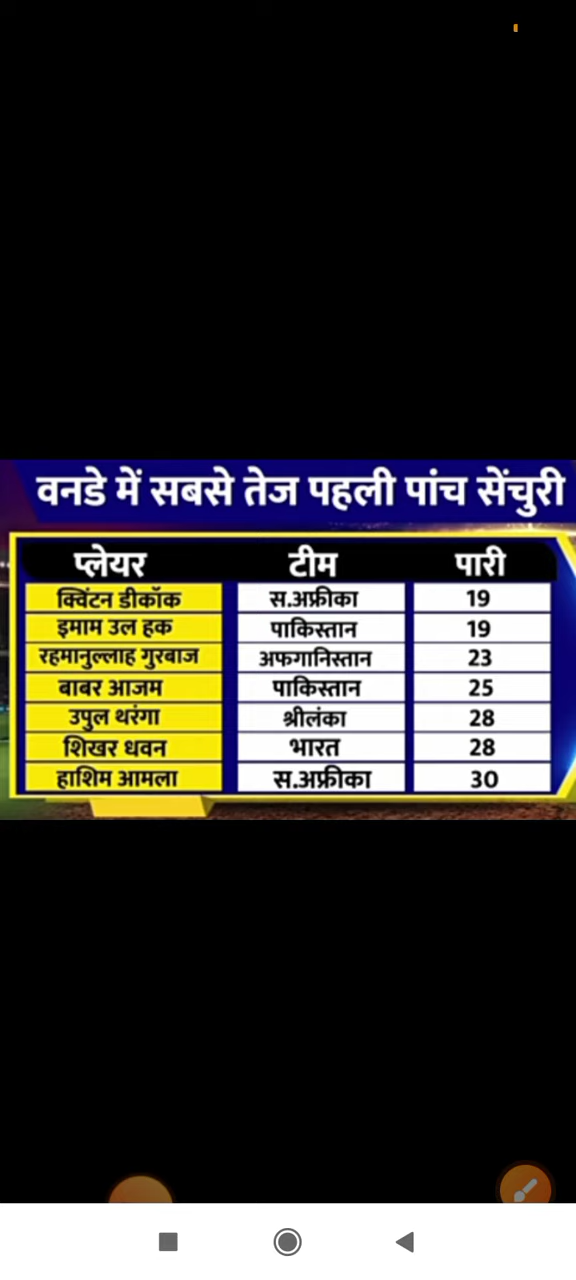 वनडे में सबसे तेज पहली पांच सेंचुरी
प्लेयर टीम पारी
क्विंटन डीकॉक स.अफ्रीका 19
इमाम उल हक पाकिस्तान 19
रहमानुल्लाह गुरबाज अफगानिस्तान 23
बाबर आजम पाकिस्तान 25
उपुल थरंगा श्रीलंका 28
शिखर धवन भारत 28
हाशिम आमला स.अफ्रीका 30